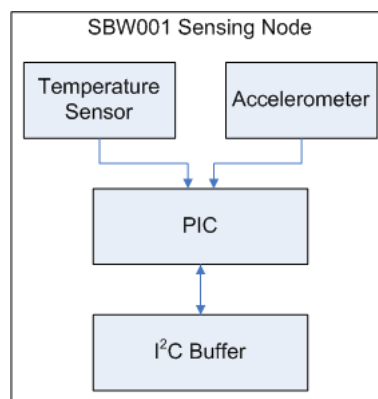 SBW001 Sensing Node
Temperature
Sensor
Accelerometer
PIC
I²C Buffer